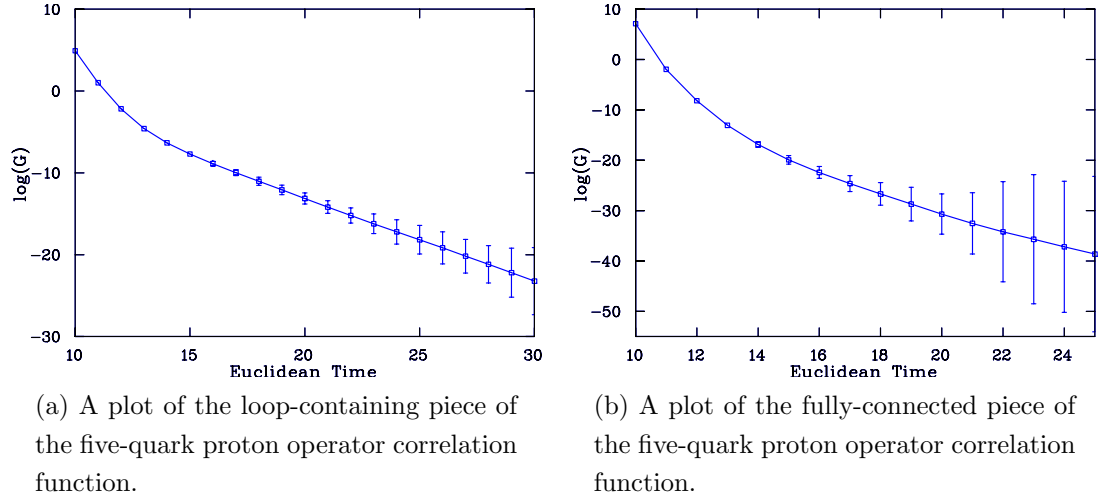 10
0
−10
−20
−30
log(G)
10
15
20
25
30
Euclidean Time
(a) A plot of the loop-containing piece of
the five-quark proton operator correlation
function.
10
0
−10
−20
−30
−40
−50
log(G)
10
12
14
16
18
20
22
24
Euclidean Time
(b) A plot of the fully-connected piece of
the five-quark proton operator correlation
function.